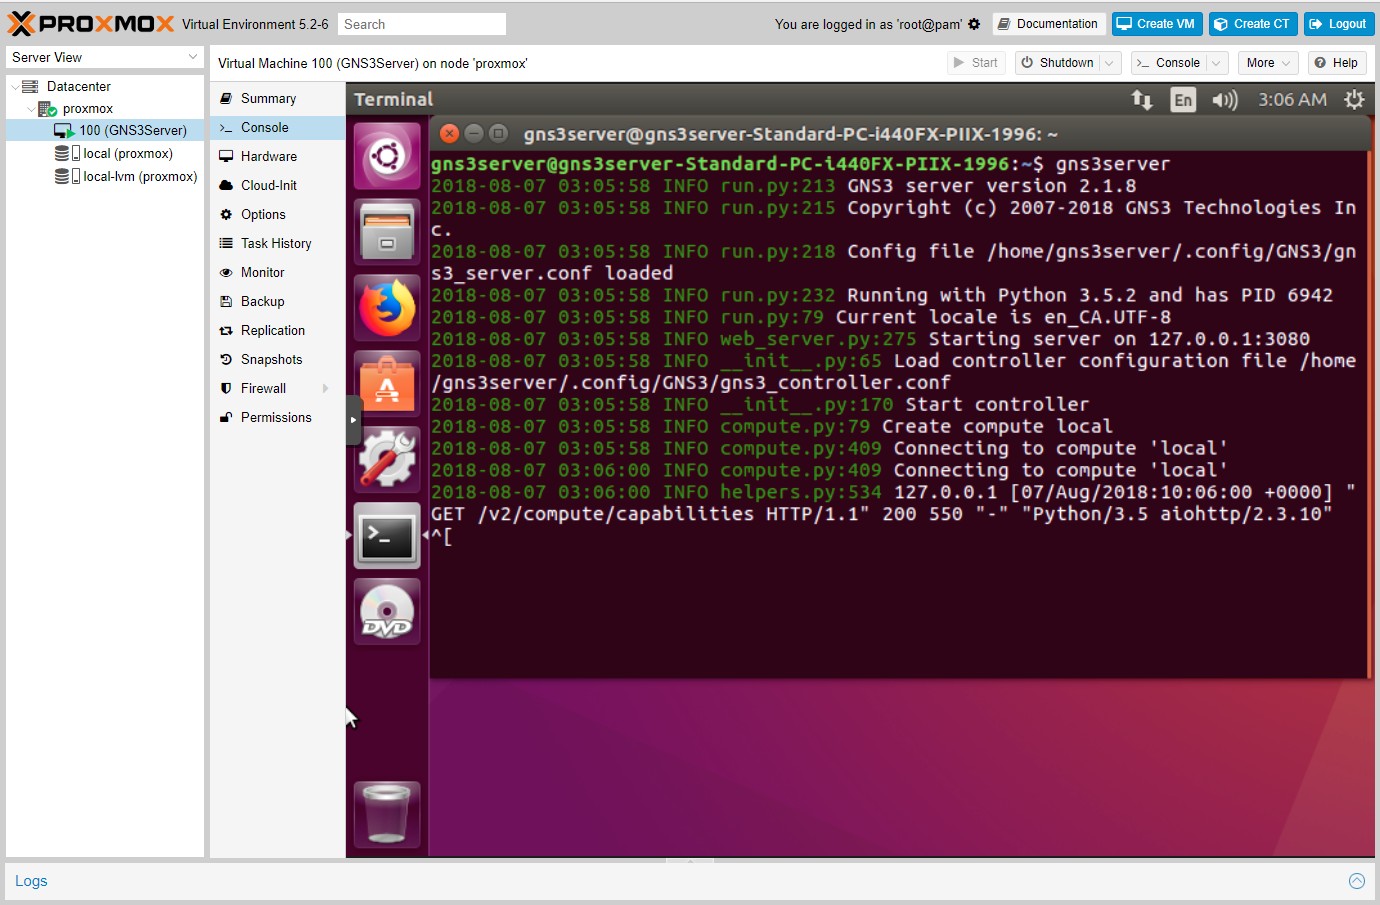 PROXMOX Virtual Environment 5.2-6 Search You are logged in as 'root@pam' Documentation Create VM Create CT Logout
Server View
Virtual Machine 100 (GNS3Server) on node 'proxmox' Start Shutdown Console More Help
Datacenter
proxmox
100 (GNS3Server)
local (proxmox)
local-lvm (proxmox)
Summary
Console
Hardware
Cloud-Init
Options
Task History
Monitor
Backup
Replication
Snapshots
Firewall
Permissions
Terminal En 3:06 AM
gns3server@gns3server-Standard-PC-i440FX-PIIX-1996: ~
gns3server@gns3server-Standard-PC-i440FX-PIIX-1996:~$ gns3server
2018-08-07 03:05:58 INFO run.py:213 GNS3 server version 2.1.8
2018-08-07 03:05:58 INFO run.py:215 Copyright (c) 2007-2018 GNS3 Technologies In
c.
2018-08-07 03:05:58 INFO run.py:218 Config file /home/gns3server/.config/GNS3/gn
s3_server.conf loaded
2018-08-07 03:05:58 INFO run.py:232 Running with Python 3.5.2 and has PID 6942
2018-08-07 03:05:58 INFO run.py:79 Current locale is en_CA.UTF-8
2018-08-07 03:05:58 INFO web_server.py:275 Starting server on 127.0.0.1:3080
2018-08-07 03:05:58 INFO __init__.py:65 Load controller configuration file /home
/gns3server/.config/GNS3/gns3_controller.conf
2018-08-07 03:05:58 INFO __init__.py:170 Start controller
2018-08-07 03:05:58 INFO compute.py:79 Create compute local
2018-08-07 03:05:58 INFO compute.py:409 Connecting to compute 'local'
2018-08-07 03:06:00 INFO compute.py:409 Connecting to compute 'local'
2018-08-07 03:06:00 INFO helpers.py:534 127.0.0.1 [07/Aug/2018:10:06:00 +0000] "
GET /v2/compute/capabilities HTTP/1.1" 200 550 "-" "Python/3.5 aiohttp/2.3.10"
^[
DVD
Logs